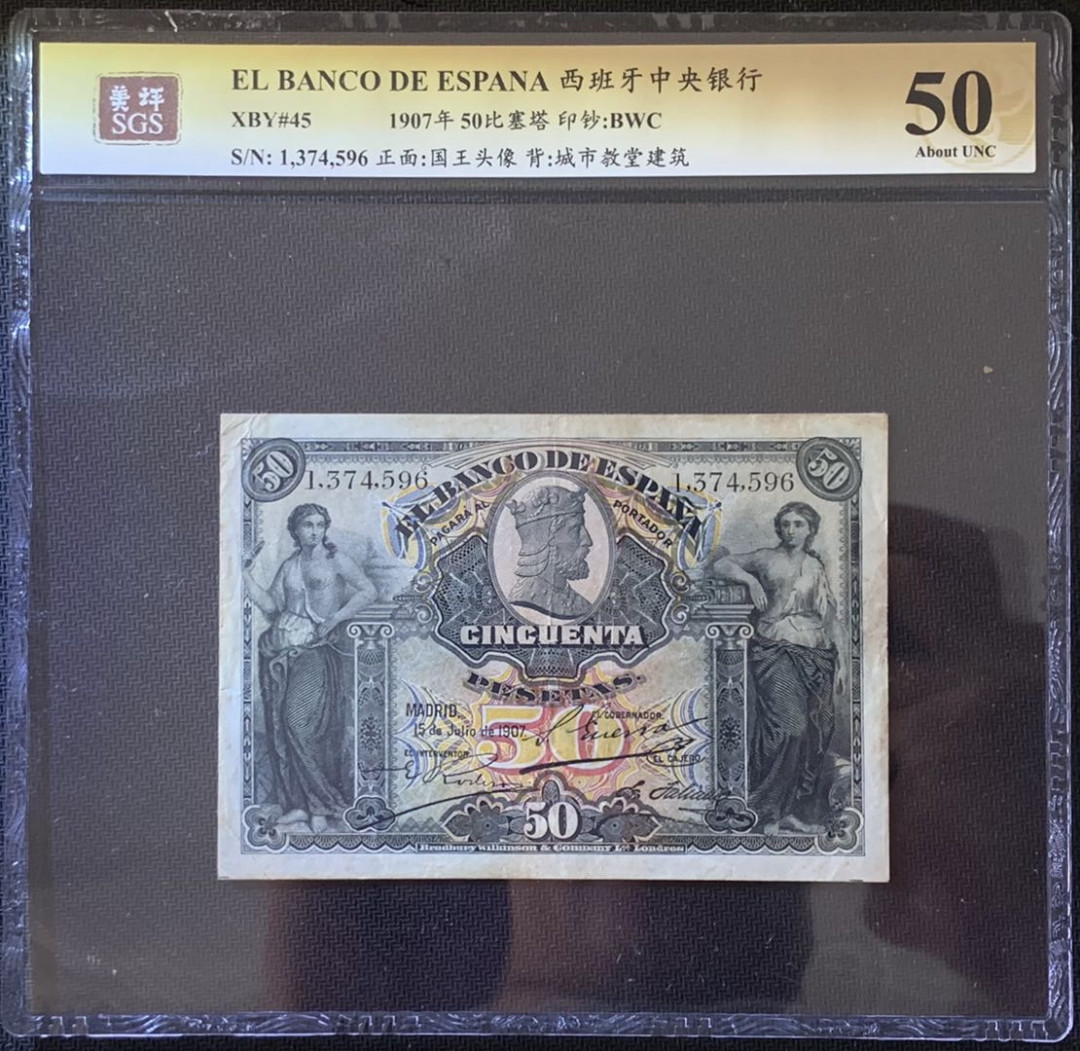 美评
SGS
EL BANCO DE ESPANA 西班牙中央银行
XBY#45 1907年 50比塞塔 印钞:BWC
S/N: 1,374,596 正面:国王头像 背:城市教堂建筑
50
About UNC
50
1.374.596
EL BANCO DE ESPAÑA
1,374,596
50
PAGARÁ AL
PORTADOR
CINCUENTA
PESETAS.
MADRID.
15 de Julio de 1907
50
EL GOBERNADOR.
EL INTERVENTOR
EL CAJERO
50
Bradbury Wilkinson & Company Ld. Londres